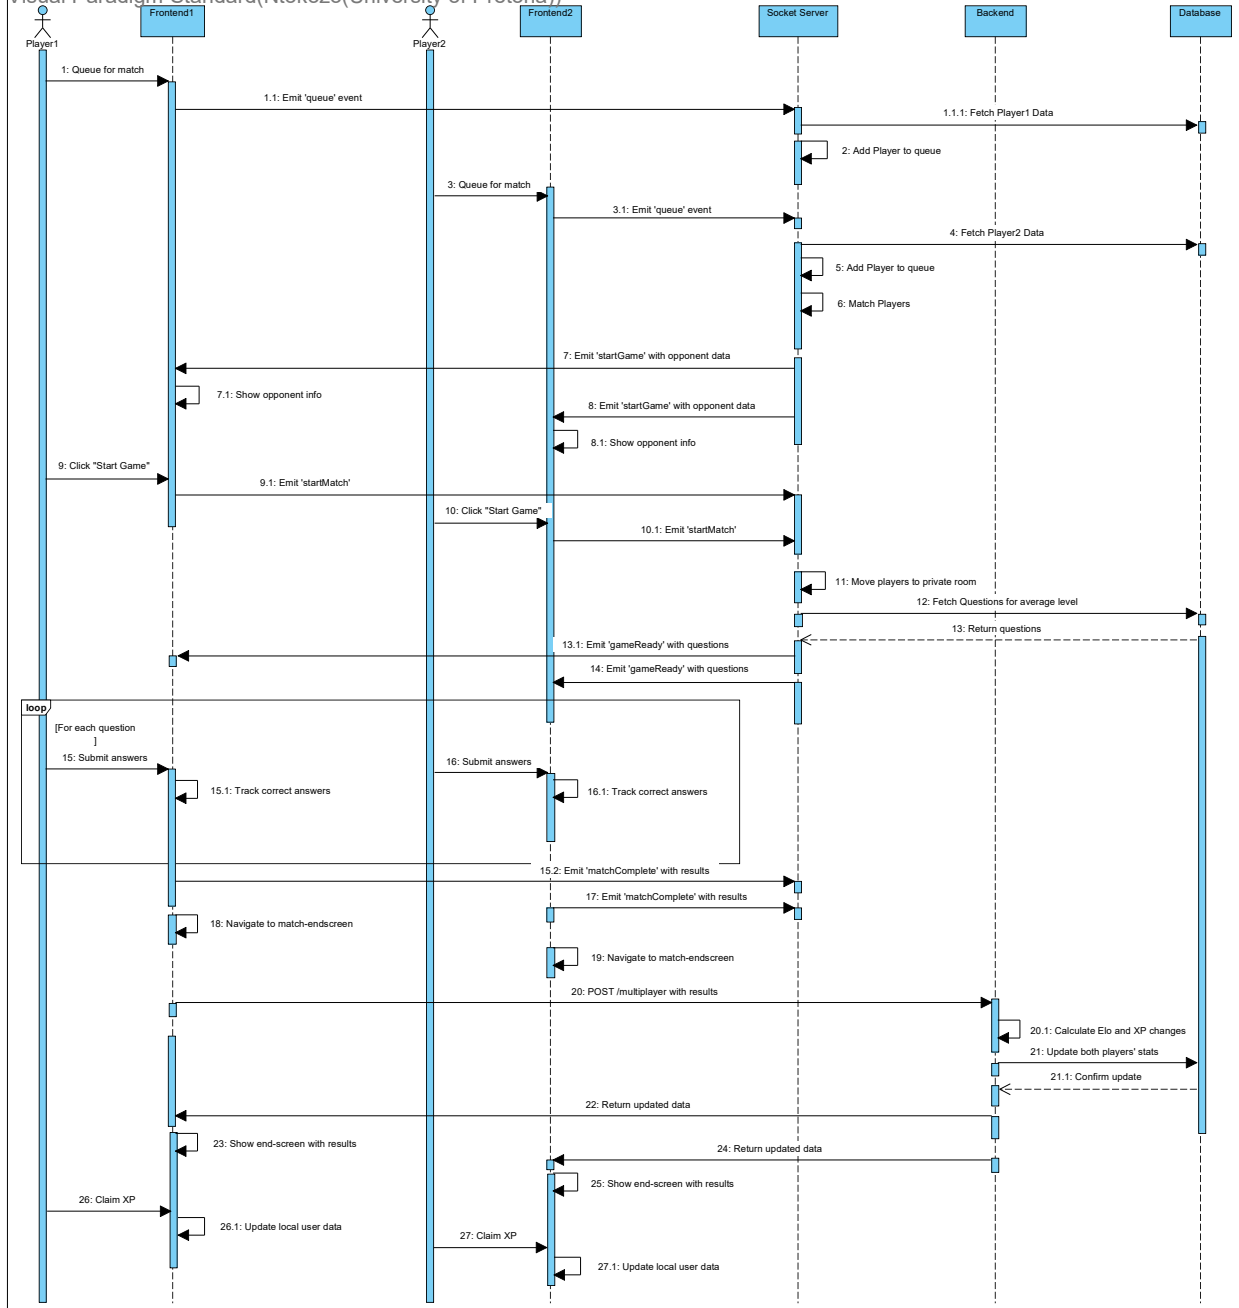 Visual Paradigm Standard(Ntokozo(University of Pretoria))
Player1
Frontend1
Player2
Frontend2
Socket Server
Backend
Database
1: Queue for match
1.1: Emit 'queue' event
1.1.1: Fetch Player1 Data
2: Add Player to queue
3: Queue for match
3.1: Emit 'queue' event
4: Fetch Player2 Data
5: Add Player to queue
6: Match Players
7: Emit 'startGame' with opponent data
7.1: Show opponent info
8: Emit 'startGame' with opponent data
8.1: Show opponent info
9: Click "Start Game"
9.1: Emit 'startMatch'
10: Click "Start Game"
10.1: Emit 'startMatch'
11: Move players to private room
12: Fetch Questions for average level
13: Return questions
13.1: Emit 'gameReady' with questions
14: Emit 'gameReady' with questions
loop
[For each question
]
15: Submit answers
16: Submit answers
15.1: Track correct answers
16.1: Track correct answers
15.2: Emit 'matchComplete' with results
17: Emit 'matchComplete' with results
18: Navigate to match-endscreen
19: Navigate to match-endscreen
20: POST /multiplayer with results
20.1: Calculate Elo and XP changes
21: Update both players' stats
21.1: Confirm update
22: Return updated data
23: Show end-screen with results
24: Return updated data
25: Show end-screen with results
26: Claim XP
26.1: Update local user data
27: Claim XP
27.1: Update local user data